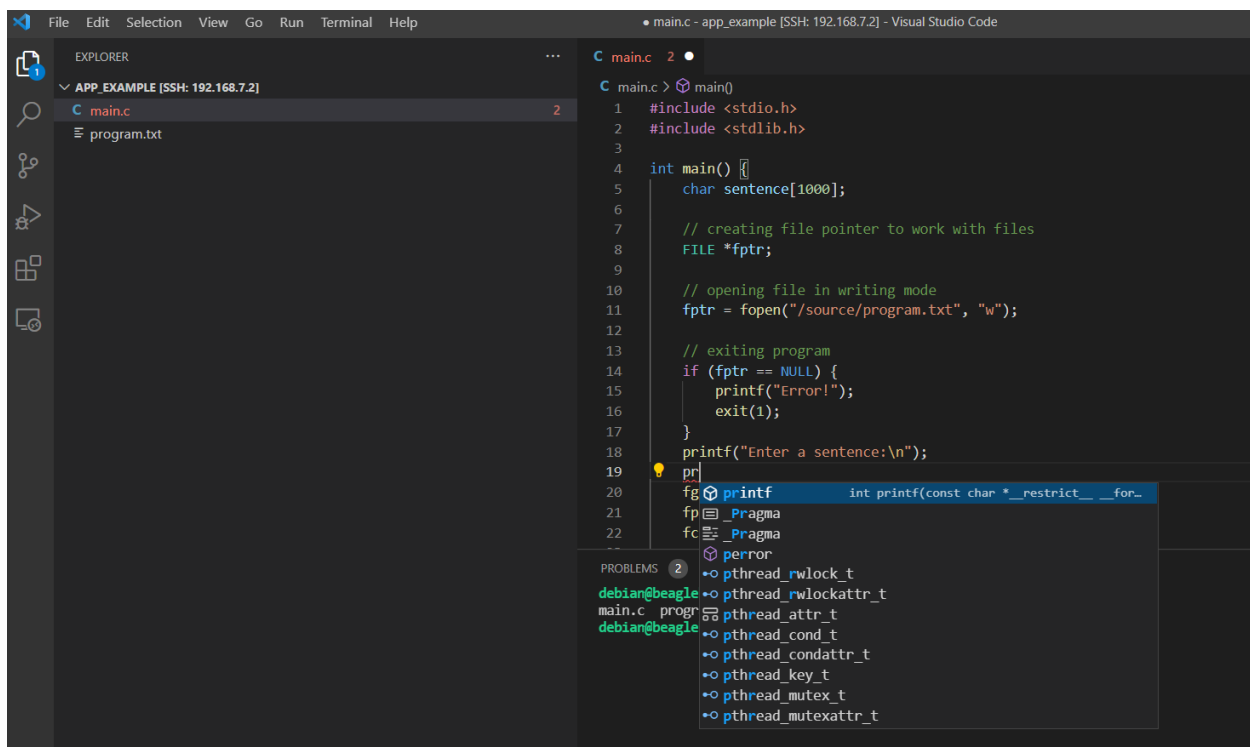 File Edit Selection View Go Run Terminal Help
● main.c - app_example [SSH: 192.168.7.2] - Visual Studio Code
EXPLORER ...
1
APP_EXAMPLE [SSH: 192.168.7.2]
C main.c 2
program.txt
C main.c 2 ●
C main.c > main()
1 #include <stdio.h>
2 #include <stdlib.h>
3
4 int main() {
5 char sentence[1000];
6
7 // creating file pointer to work with files
8 FILE *fptr;
9
10 // opening file in writing mode
11 fptr = fopen("/source/program.txt", "w");
12
13 // exiting program
14 if (fptr == NULL) {
15 printf("Error!");
16 exit(1);
17 }
18 printf("Enter a sentence:\n");
19 pr
20 fg
21 fp
22 fc
printf int printf(const char *__restrict__ __for…
_Pragma
_Pragma
perror
pthread_rwlock_t
pthread_rwlockattr_t
pthread_attr_t
pthread_cond_t
pthread_condattr_t
pthread_key_t
pthread_mutex_t
pthread_mutexattr_t
PROBLEMS 2
debian@beagle
main.c progr
debian@beagle